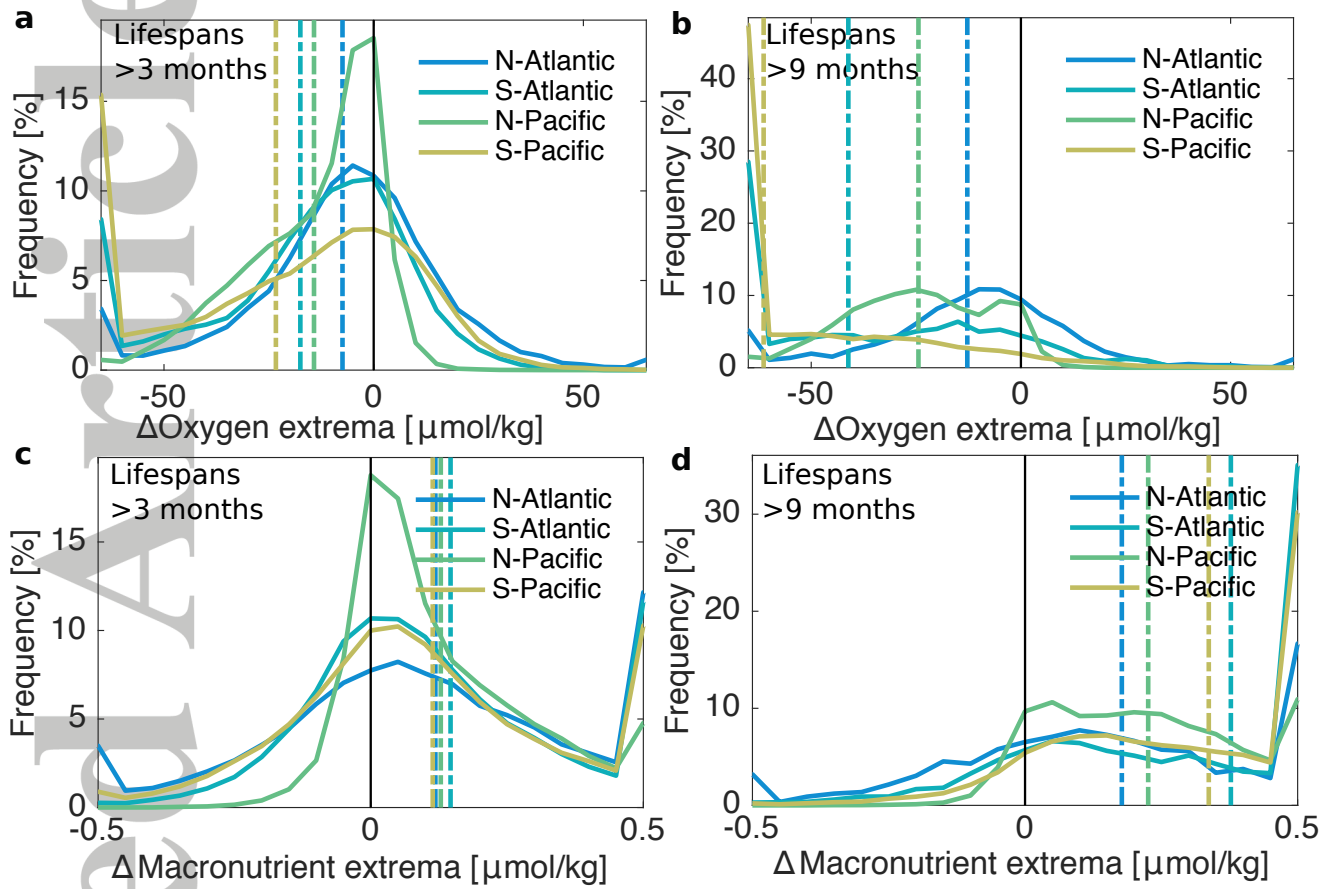 a
Lifespans
>3 months
N-Atlantic
S-Atlantic
N-Pacific
S-Pacific
Frequency [%]
15
10
5
0
-50
0
50
ΔOxygen extrema [μmol/kg]
b
Lifespans
>9 months
N-Atlantic
S-Atlantic
N-Pacific
S-Pacific
Frequency [%]
40
30
20
10
0
-50
0
50
ΔOxygen extrema [μmol/kg]
c
Lifespans
>3 months
N-Atlantic
S-Atlantic
N-Pacific
S-Pacific
Frequency [%]
15
10
5
0
-0.5
0
0.5
Δ Macronutrient extrema [μmol/kg]
d
Lifespans
>9 months
N-Atlantic
S-Atlantic
N-Pacific
S-Pacific
Frequency [%]
30
20
10
0
-0.5
0
0.5
Δ Macronutrient extrema [μmol/kg]
d Article